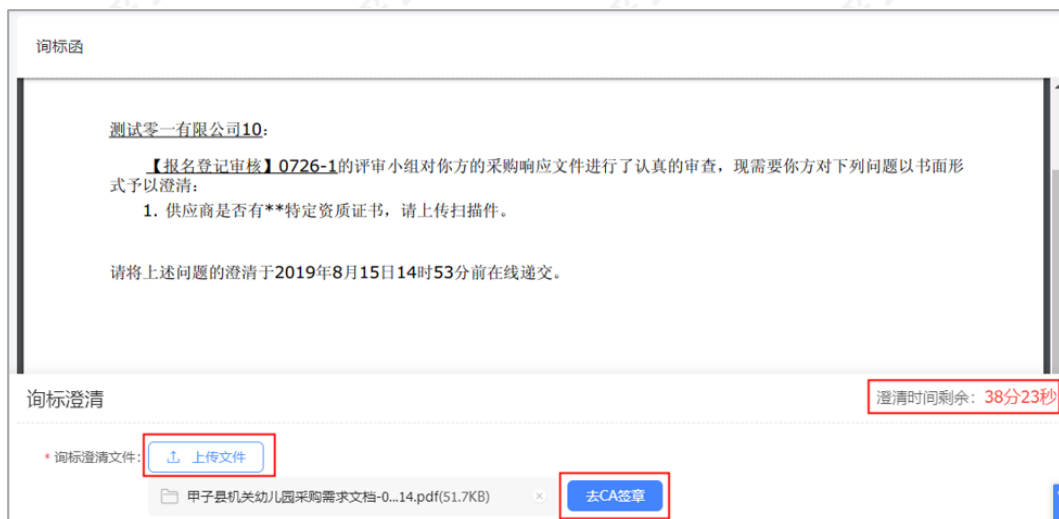 询标函
测试零一有限公司10:
【报名登记审核】0726-1的评审小组对你方的采购响应文件进行了认真的审查，现需要你方对下列问题以书面形
式予以澄清:
1. 供应商是否有**特定资质证书，请上传扫描件。
请将上述问题的澄清于2019年8月15日14时53分前在线递交。
询标澄清
澄清时间剩余: 38分23秒
* 询标澄清文件: 上传文件
甲子县机关幼儿园采购需求文档-0...14.pdf(51.7KB) × 去CA签章